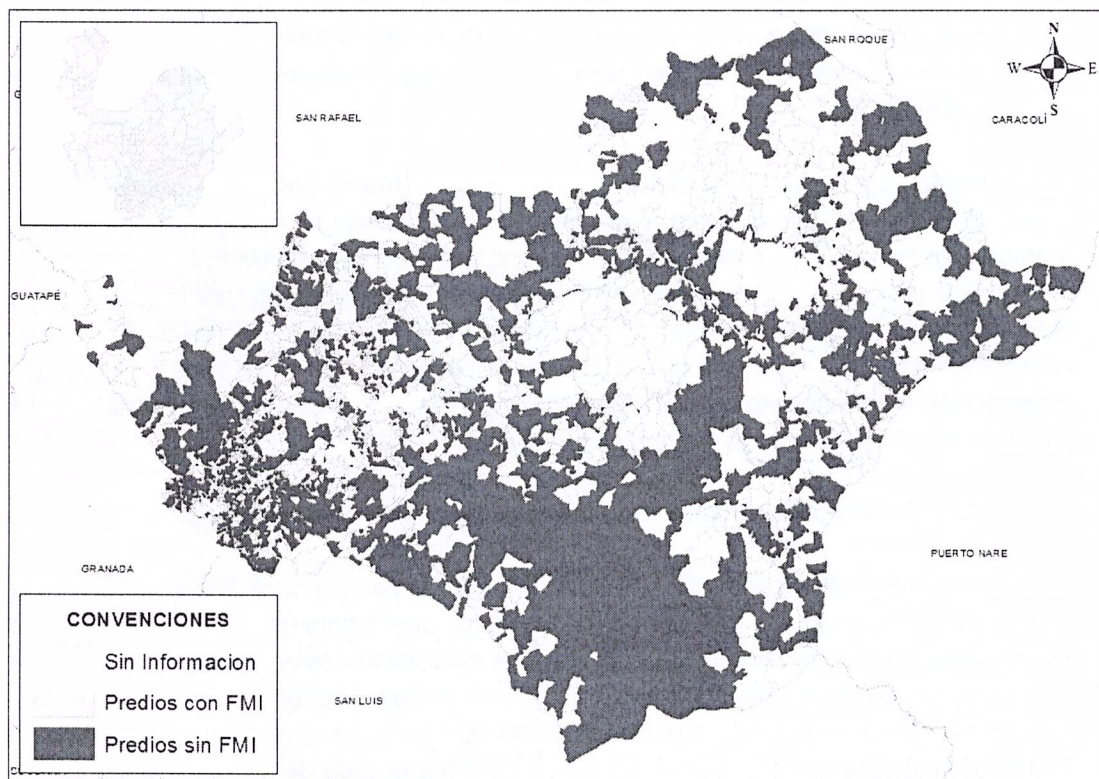 SAN ROQUE
N
W
E
S
CARACOLÍ
SAN RAFAEL
GUATAPÉ
GRANADA
PUERTO NARE
SAN LUIS
CONVENCIONES
Sin Informacion
Predios con FMI
Predios sin FMI